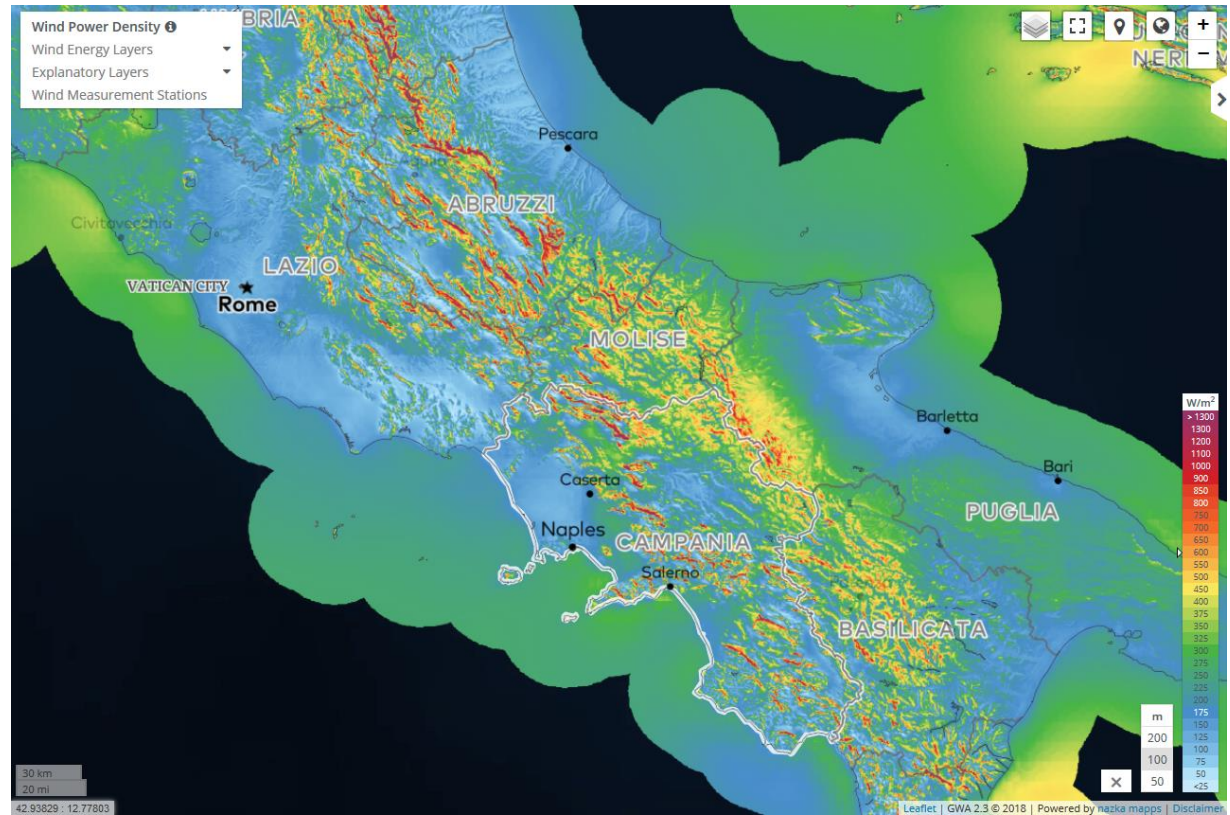 Wind Power Density
Wind Energy Layers
Explanatory Layers
Wind Measurement Stations
BRIA
NER
Pescara
ABRUZZI
Civitavecchia
LAZIO
VATICAN CITY
Rome
MOLISE
Barletta
Bari
Caserta
PUGLIA
Naples
CAMPANIA
Salerno
BASILICATA
W/m²
> 1300
1300
1200
1100
1000
900
850
800
750
700
650
600
550
500
450
400
375
350
325
300
275
250
225
200
175
150
125
100
75
50
<25
m
200
100
50
30 km
20 mi
42.93829 : 12.77803
Leaflet | GWA 2.3 © 2018 | Powered by nazka mapps | Disclaimer